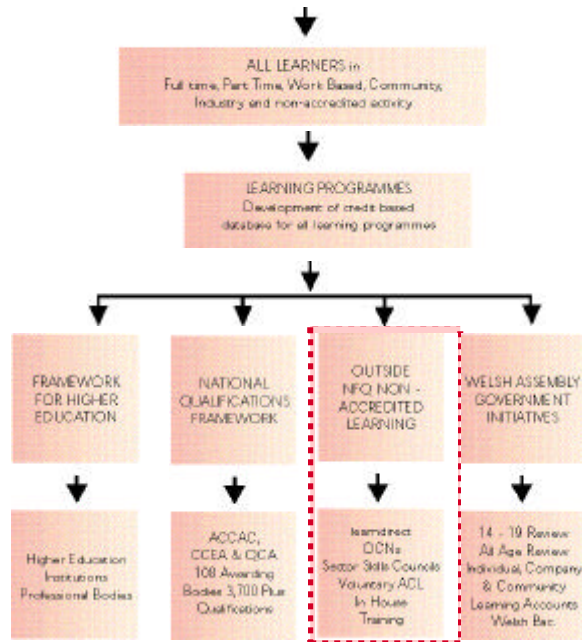 ALL LEARNERS in
Full time, Part Time, Work Based, Community,
Industry and non-accredited activity
LEARNING PROGRAMMES
Development of credit based
database for all learning programmes
FRAMEWORK
FOR HIGHER
EDUCATION
NATIONAL
QUALIFICATIONS
FRAMEWORK
OUTSIDE
NFQ NON -
ACCREDITED
LEARNING
WELSH ASSEMBLY
GOVERNMENT
INITIATIVES
Higher Education
Institutions
Professional Bodies
ACCAC,
CCEA & QCA
108 Awarding
Bodies 3,700 Plus
Qualifications
learndirect
OCNs
Sector Skills Councils
Voluntary ACL
In House
Training
14 - 19 Review
All Age Review
Individual, Company
& Community
Learning Accounts
Welsh Bac.